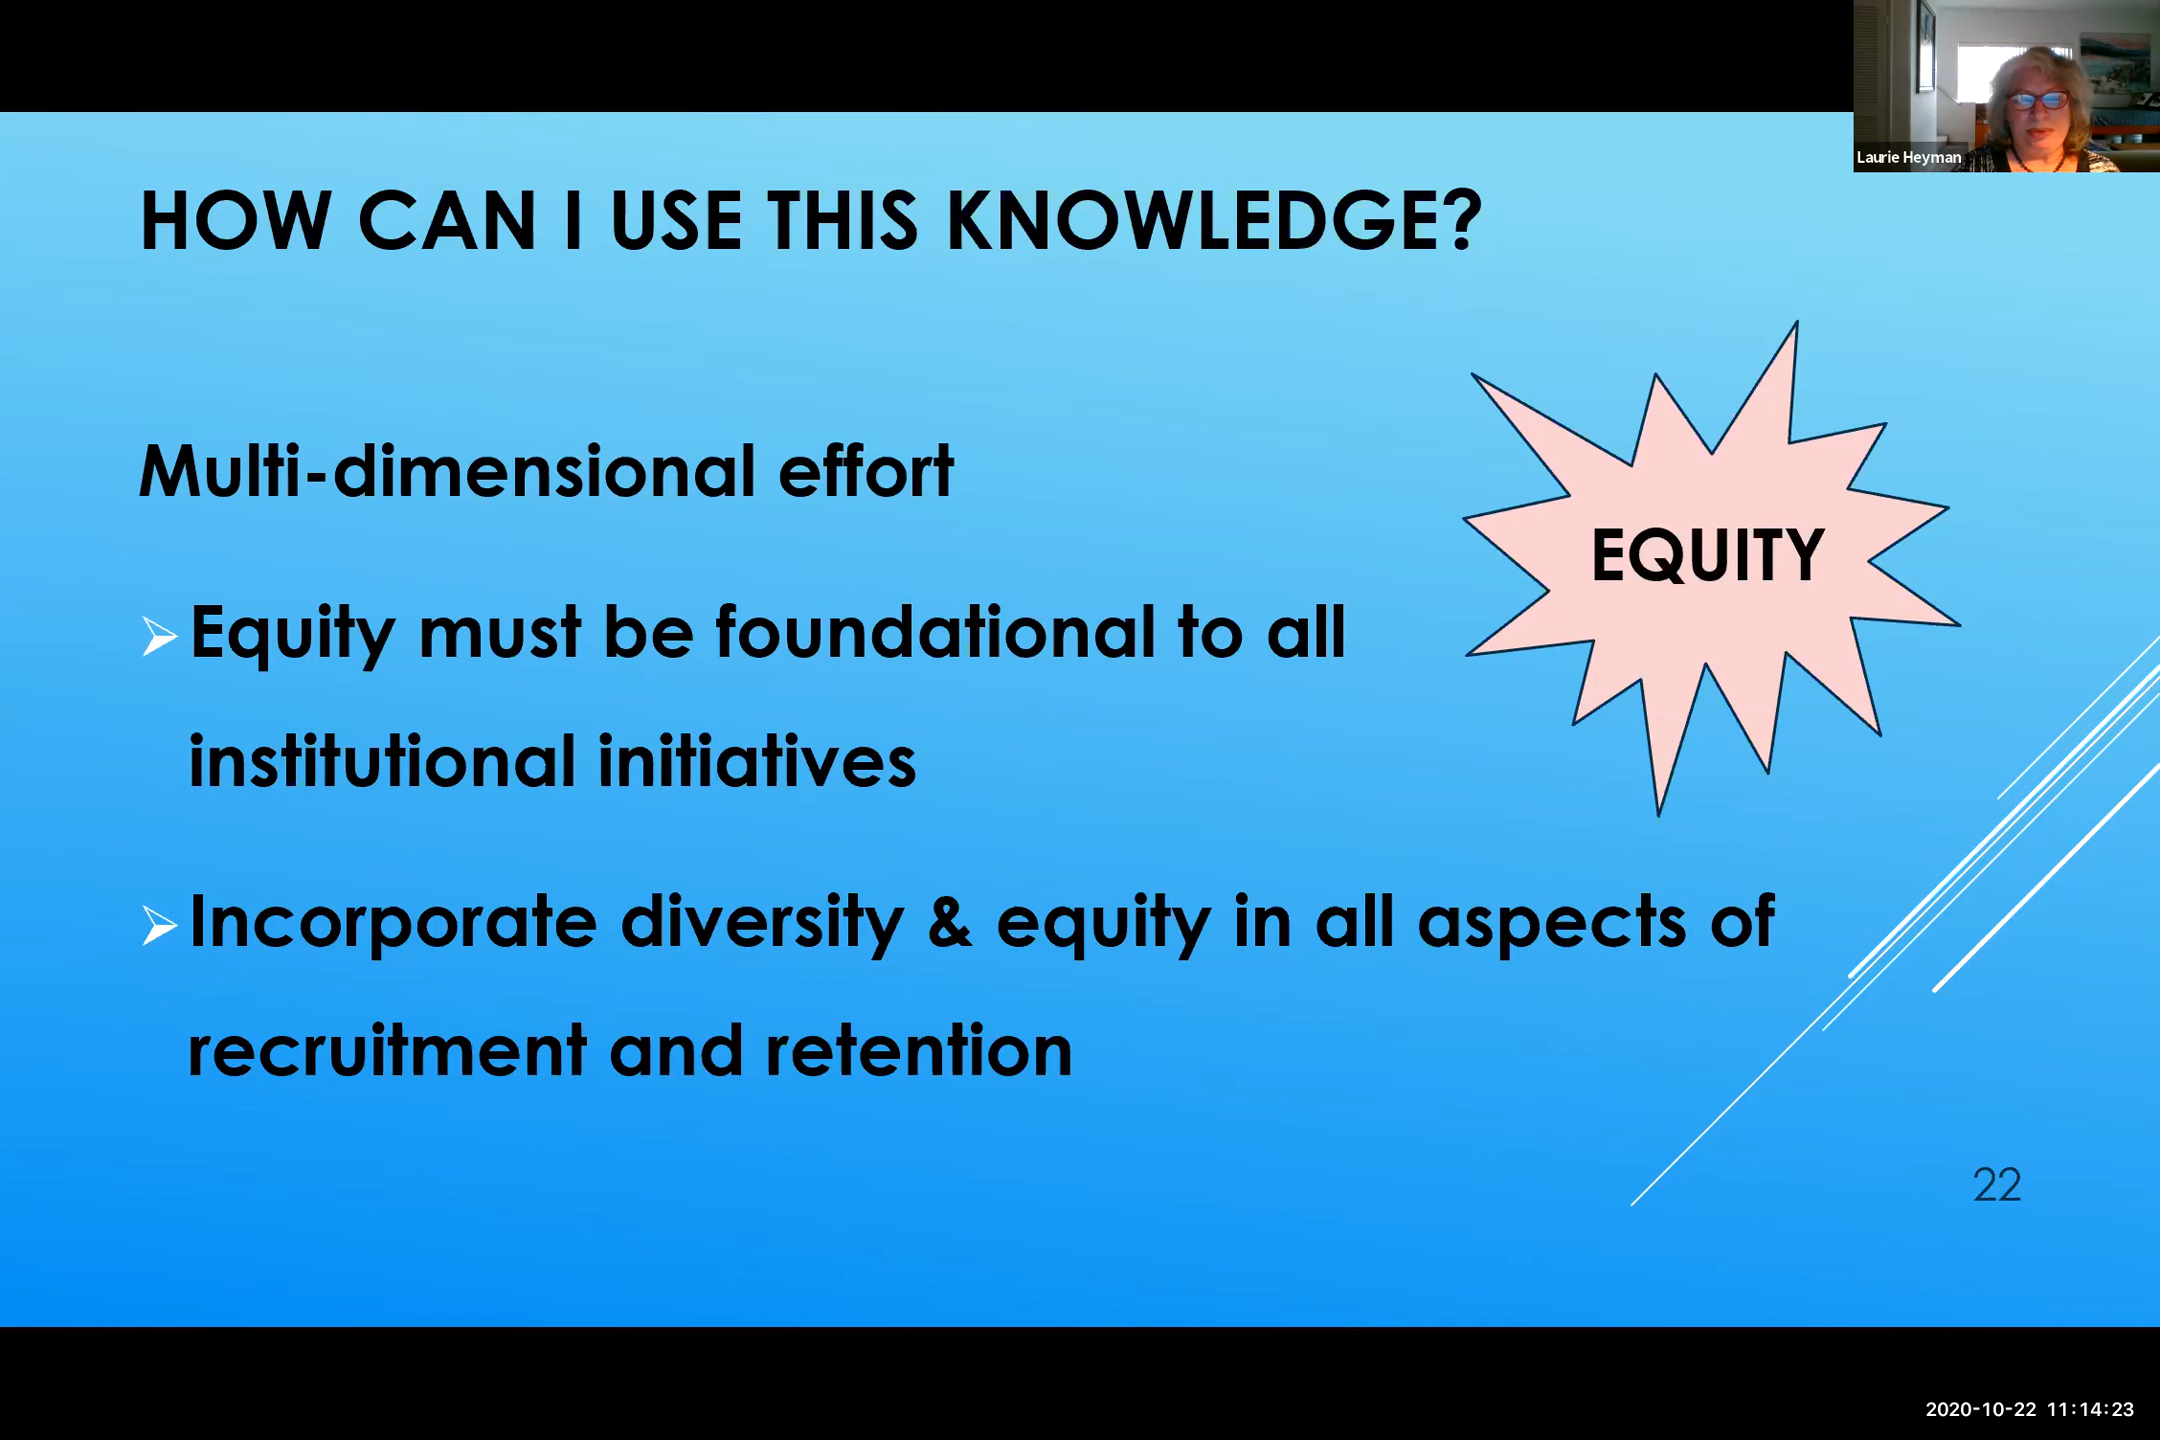 Laurie Heyman
HOW CAN I USE THIS KNOWLEDGE?
Multi-dimensional effort
EQUITY
Equity must be foundational to all
institutional initiatives
Incorporate diversity & equity in all aspects of
recruitment and retention
22
2020-10-22 11:14:23